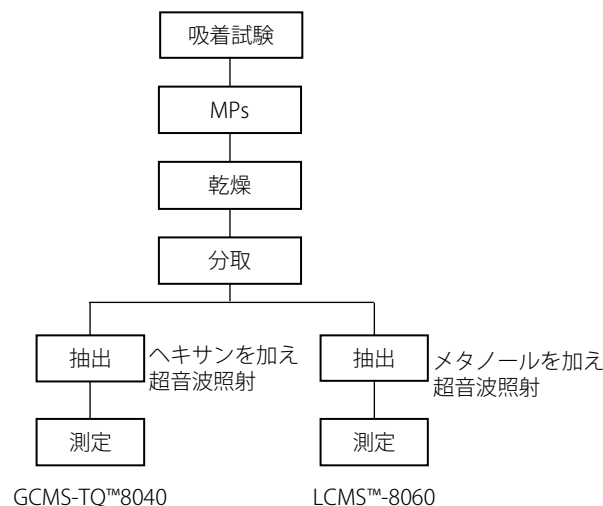 吸着試験
MPs
乾燥
分取
抽出
ヘキサンを加え
超音波照射
抽出
メタノールを加え
超音波照射
測定
測定
GCMS-TQ™8040
LCMS™-8060